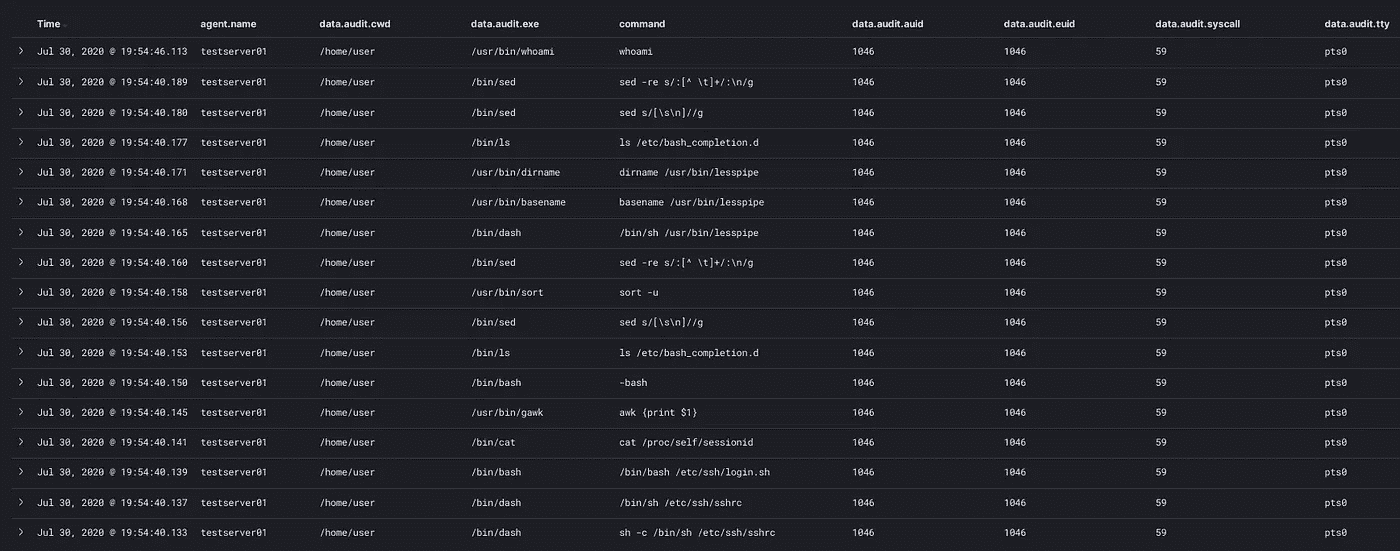 Time agent.name data.audit.cwd data.audit.exe command data.audit.auid data.audit.euid data.audit.syscall data.audit.tty
Jul 30, 2020 @ 19:54:46.113 testserver01 /home/user /usr/bin/whoami whoami 1046 1046 59 pts0
Jul 30, 2020 @ 19:54:40.189 testserver01 /home/user /bin/sed sed -re s/:[^ \t]+/:\n/g 1046 1046 59 pts0
Jul 30, 2020 @ 19:54:40.180 testserver01 /home/user /bin/sed sed s/[\s\n]//g 1046 1046 59 pts0
Jul 30, 2020 @ 19:54:40.177 testserver01 /home/user /bin/ls ls /etc/bash_completion.d 1046 1046 59 pts0
Jul 30, 2020 @ 19:54:40.171 testserver01 /home/user /usr/bin/dirname dirname /usr/bin/lesspipe 1046 1046 59 pts0
Jul 30, 2020 @ 19:54:40.168 testserver01 /home/user /usr/bin/basename basename /usr/bin/lesspipe 1046 1046 59 pts0
Jul 30, 2020 @ 19:54:40.165 testserver01 /home/user /bin/dash /bin/sh /usr/bin/lesspipe 1046 1046 59 pts0
Jul 30, 2020 @ 19:54:40.160 testserver01 /home/user /bin/sed sed -re s/:[^ \t]+/:\n/g 1046 1046 59 pts0
Jul 30, 2020 @ 19:54:40.158 testserver01 /home/user /usr/bin/sort sort -u 1046 1046 59 pts0
Jul 30, 2020 @ 19:54:40.156 testserver01 /home/user /bin/sed sed s/[\s\n]//g 1046 1046 59 pts0
Jul 30, 2020 @ 19:54:40.153 testserver01 /home/user /bin/ls ls /etc/bash_completion.d 1046 1046 59 pts0
Jul 30, 2020 @ 19:54:40.150 testserver01 /home/user /bin/bash -bash 1046 1046 59 pts0
Jul 30, 2020 @ 19:54:40.145 testserver01 /home/user /usr/bin/gawk awk {print $1} 1046 1046 59 pts0
Jul 30, 2020 @ 19:54:40.141 testserver01 /home/user /bin/cat cat /proc/self/sessionid 1046 1046 59 pts0
Jul 30, 2020 @ 19:54:40.139 testserver01 /home/user /bin/bash /bin/bash /etc/ssh/login.sh 1046 1046 59 pts0
Jul 30, 2020 @ 19:54:40.137 testserver01 /home/user /bin/dash /bin/sh /etc/ssh/sshrc 1046 1046 59 pts0
Jul 30, 2020 @ 19:54:40.133 testserver01 /home/user /bin/dash sh -c /bin/sh /etc/ssh/sshrc 1046 1046 59 pts0